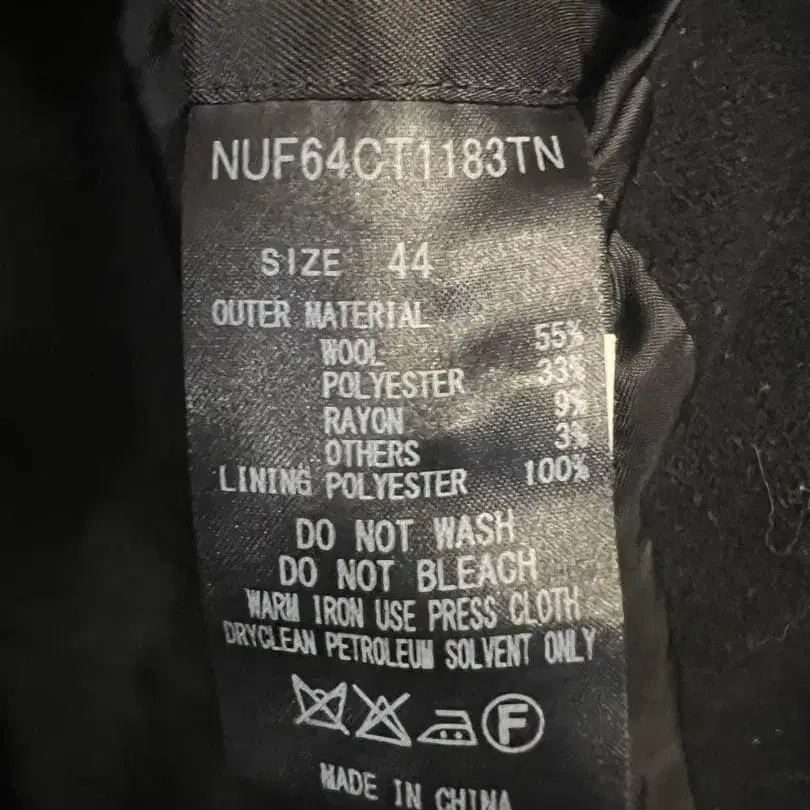 NUF64CT1183TN
SIZE 44
OUTER MATERIAL
WOOL 55%
POLYESTER 33%
RAYON 9%
OTHERS 3%
LINING POLYESTER 100%
DO NOT WASH
DO NOT BLEACH
WARM IRON USE PRESS CLOTH
DRYCLEAN PETROLEUM SOLVENT ONLY
F
MADE IN CHINA